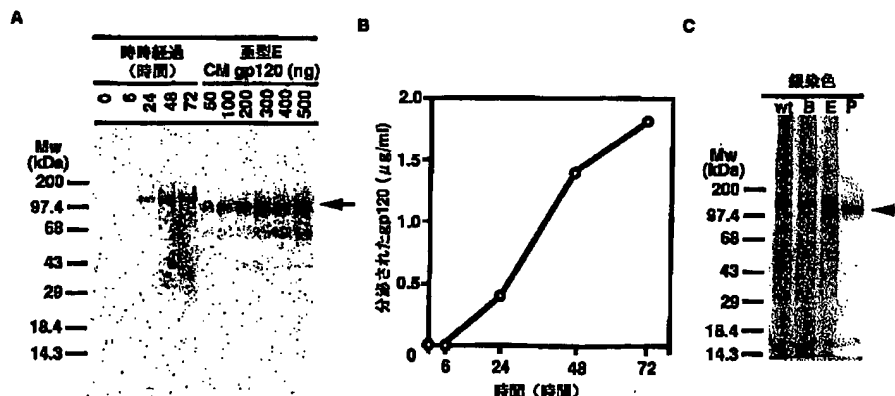 A
時時経過
(時間)
亜型E
CM gp120 (ng)
0 6 24 48 72 50 100 200 300 400 500
Mw
(kDa)
200
97.4
68
43
29
18.4
14.3
B
分泌されたgp120 (μg/ml)
2.0
1.5
1.0
0.5
0
6 24 48 72
時間 (時間)
C
銀染色
wt B E P
Mw
(kDa)
200
97.4
68
43
29
18.4
14.3